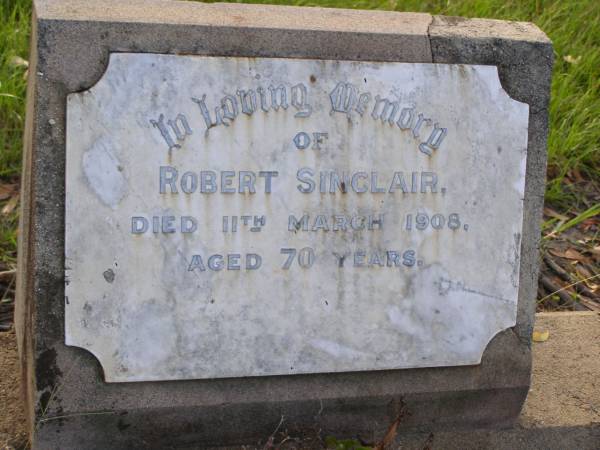 In Loving Memory
OF
ROBERT SINCLAIR,
DIED 11TH MARCH 1908,
AGED 70 YEARS.